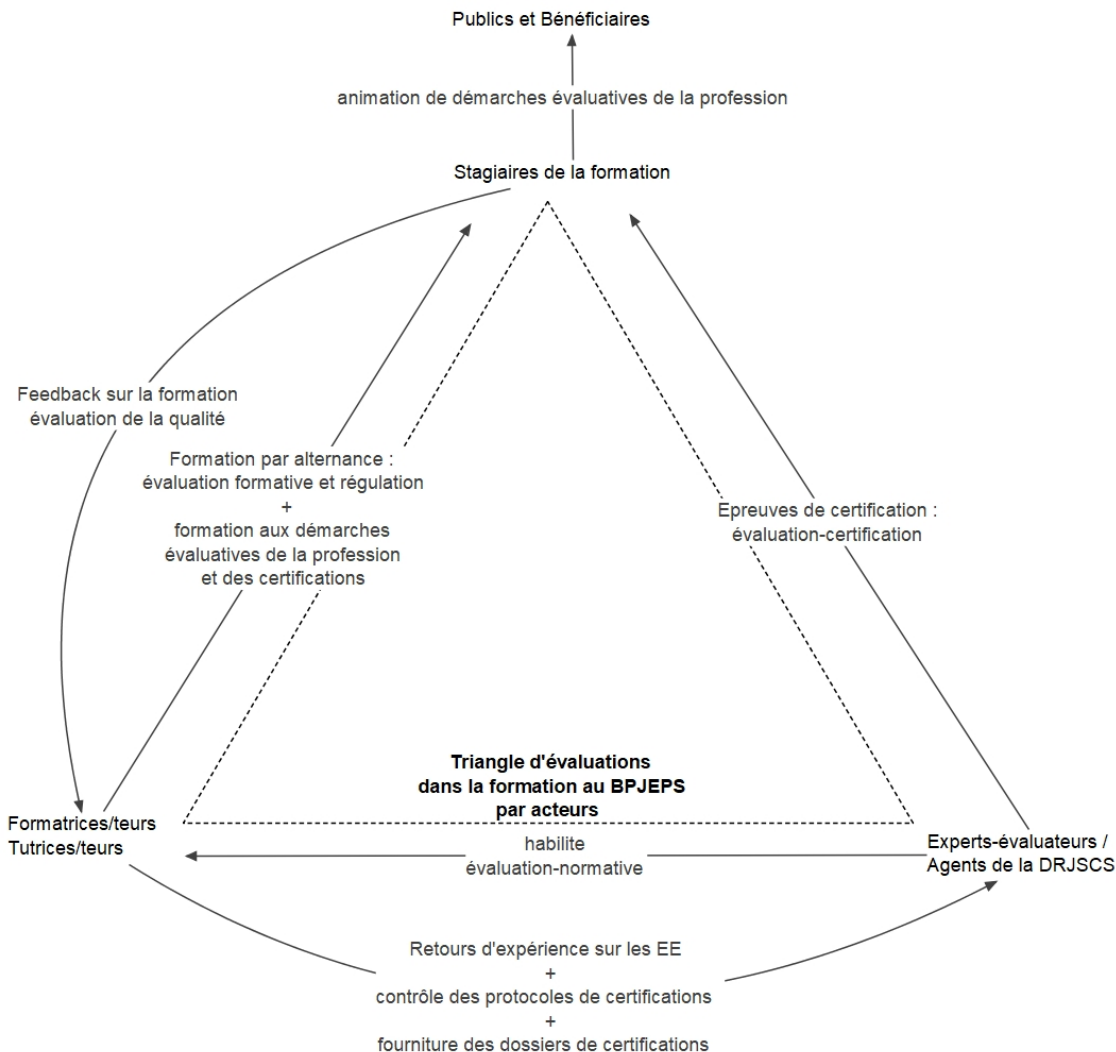 Publics et Bénéficiaires
animation de démarches évaluatives de la profession
Stagiaires de la formation
Feedback sur la formation
évaluation de la qualité
Formation par alternance :
évaluation formative et régulation
+
formation aux démarches
évaluatives de la profession
et des certifications
Epreuves de certification :
évaluation-certification
Triangle d'évaluations
dans la formation au BPJEPS
par acteurs
Formatrices/teurs
Tutrices/teurs
habilite
évaluation-normative
Experts-évaluateurs /
Agents de la DRJSCS
Retours d'expérience sur les EE
+
contrôle des protocoles de certifications
+
fourniture des dossiers de certifications